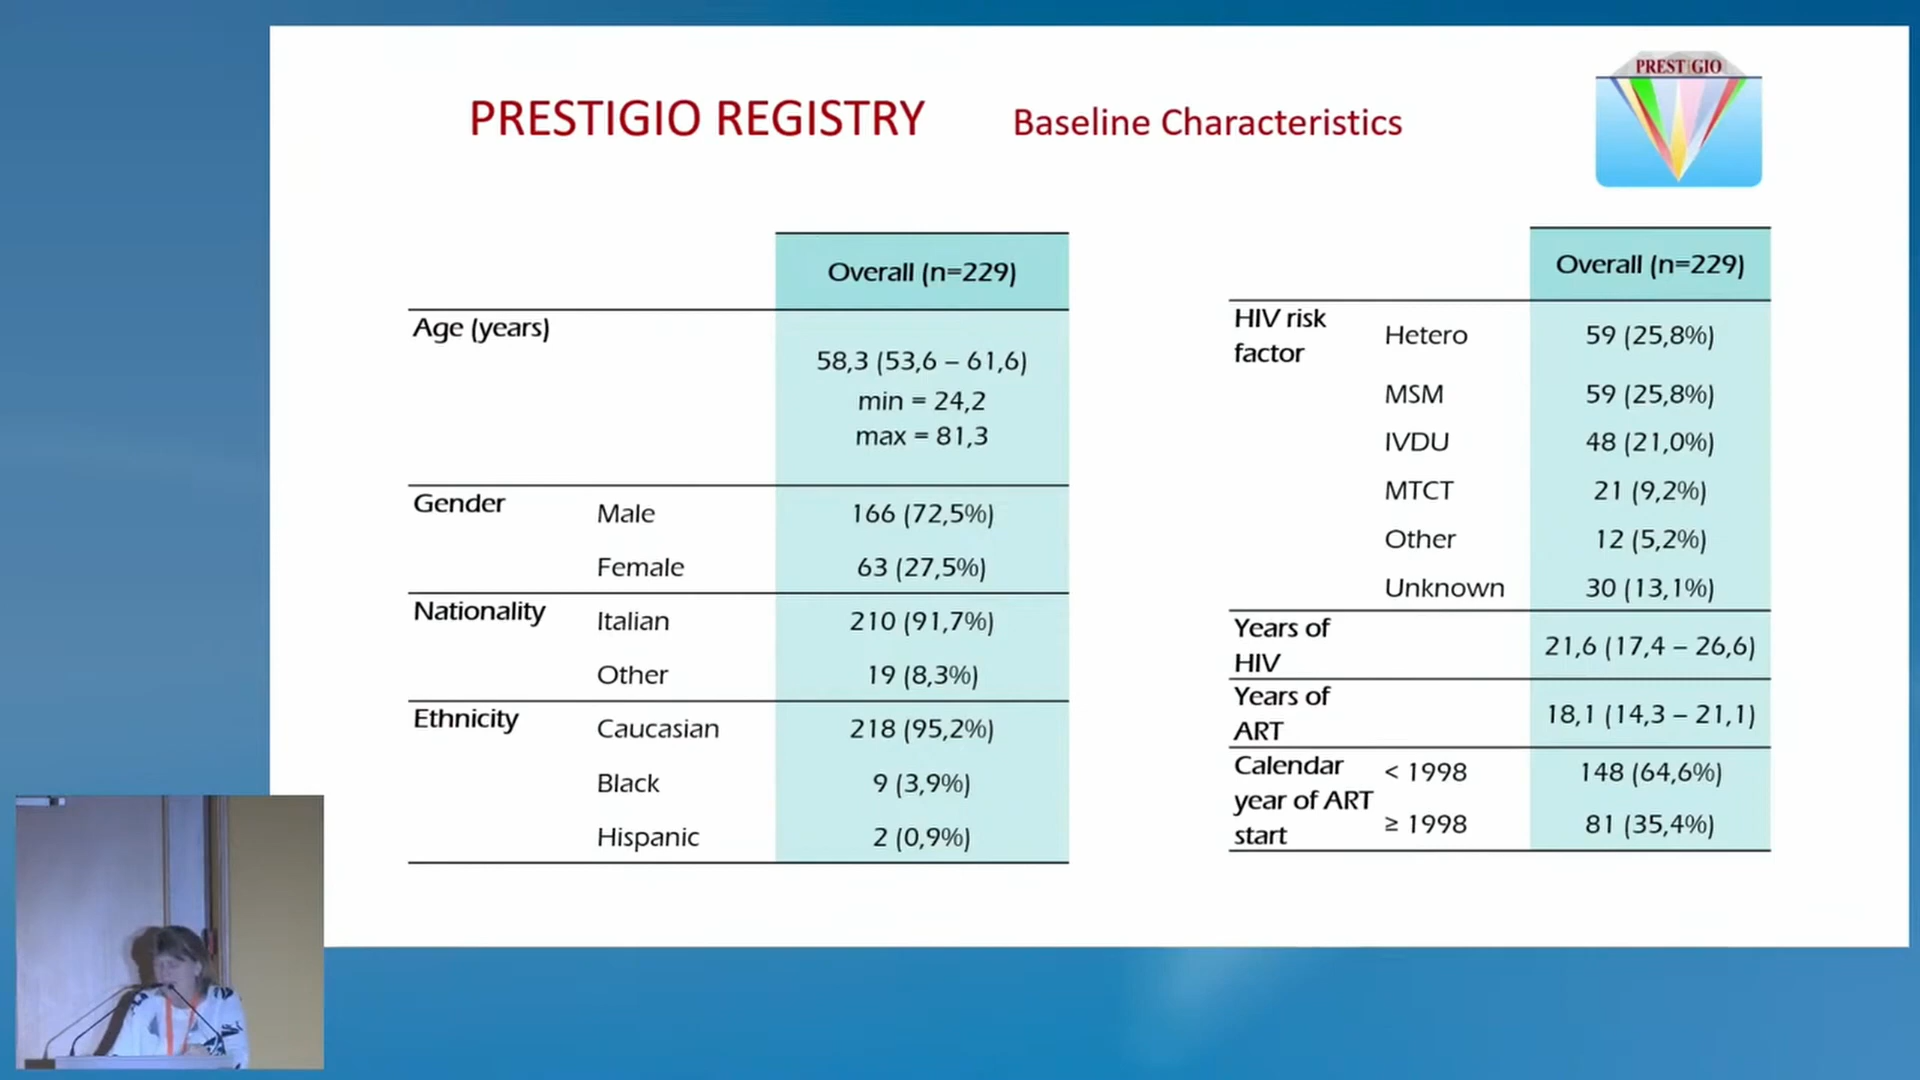 PRESTIGIO REGISTRY Baseline Characteristics
PRESTIGIO
Overall (n=229)
Age (years)
58,3 (53,6 – 61,6)
min = 24,2
max = 81,3
Gender Male 166 (72,5%)
Female 63 (27,5%)
Nationality Italian 210 (91,7%)
Other 19 (8,3%)
Ethnicity Caucasian 218 (95,2%)
Black 9 (3,9%)
Hispanic 2 (0,9%)
Overall (n=229)
HIV risk
factor
Hetero 59 (25,8%)
MSM 59 (25,8%)
IVDU 48 (21,0%)
MTCT 21 (9,2%)
Other 12 (5,2%)
Unknown 30 (13,1%)
Years of
HIV
21,6 (17,4 – 26,6)
Years of
ART
18,1 (14,3 – 21,1)
Calendar
year of ART
start
< 1998 148 (64,6%)
≥ 1998 81 (35,4%)